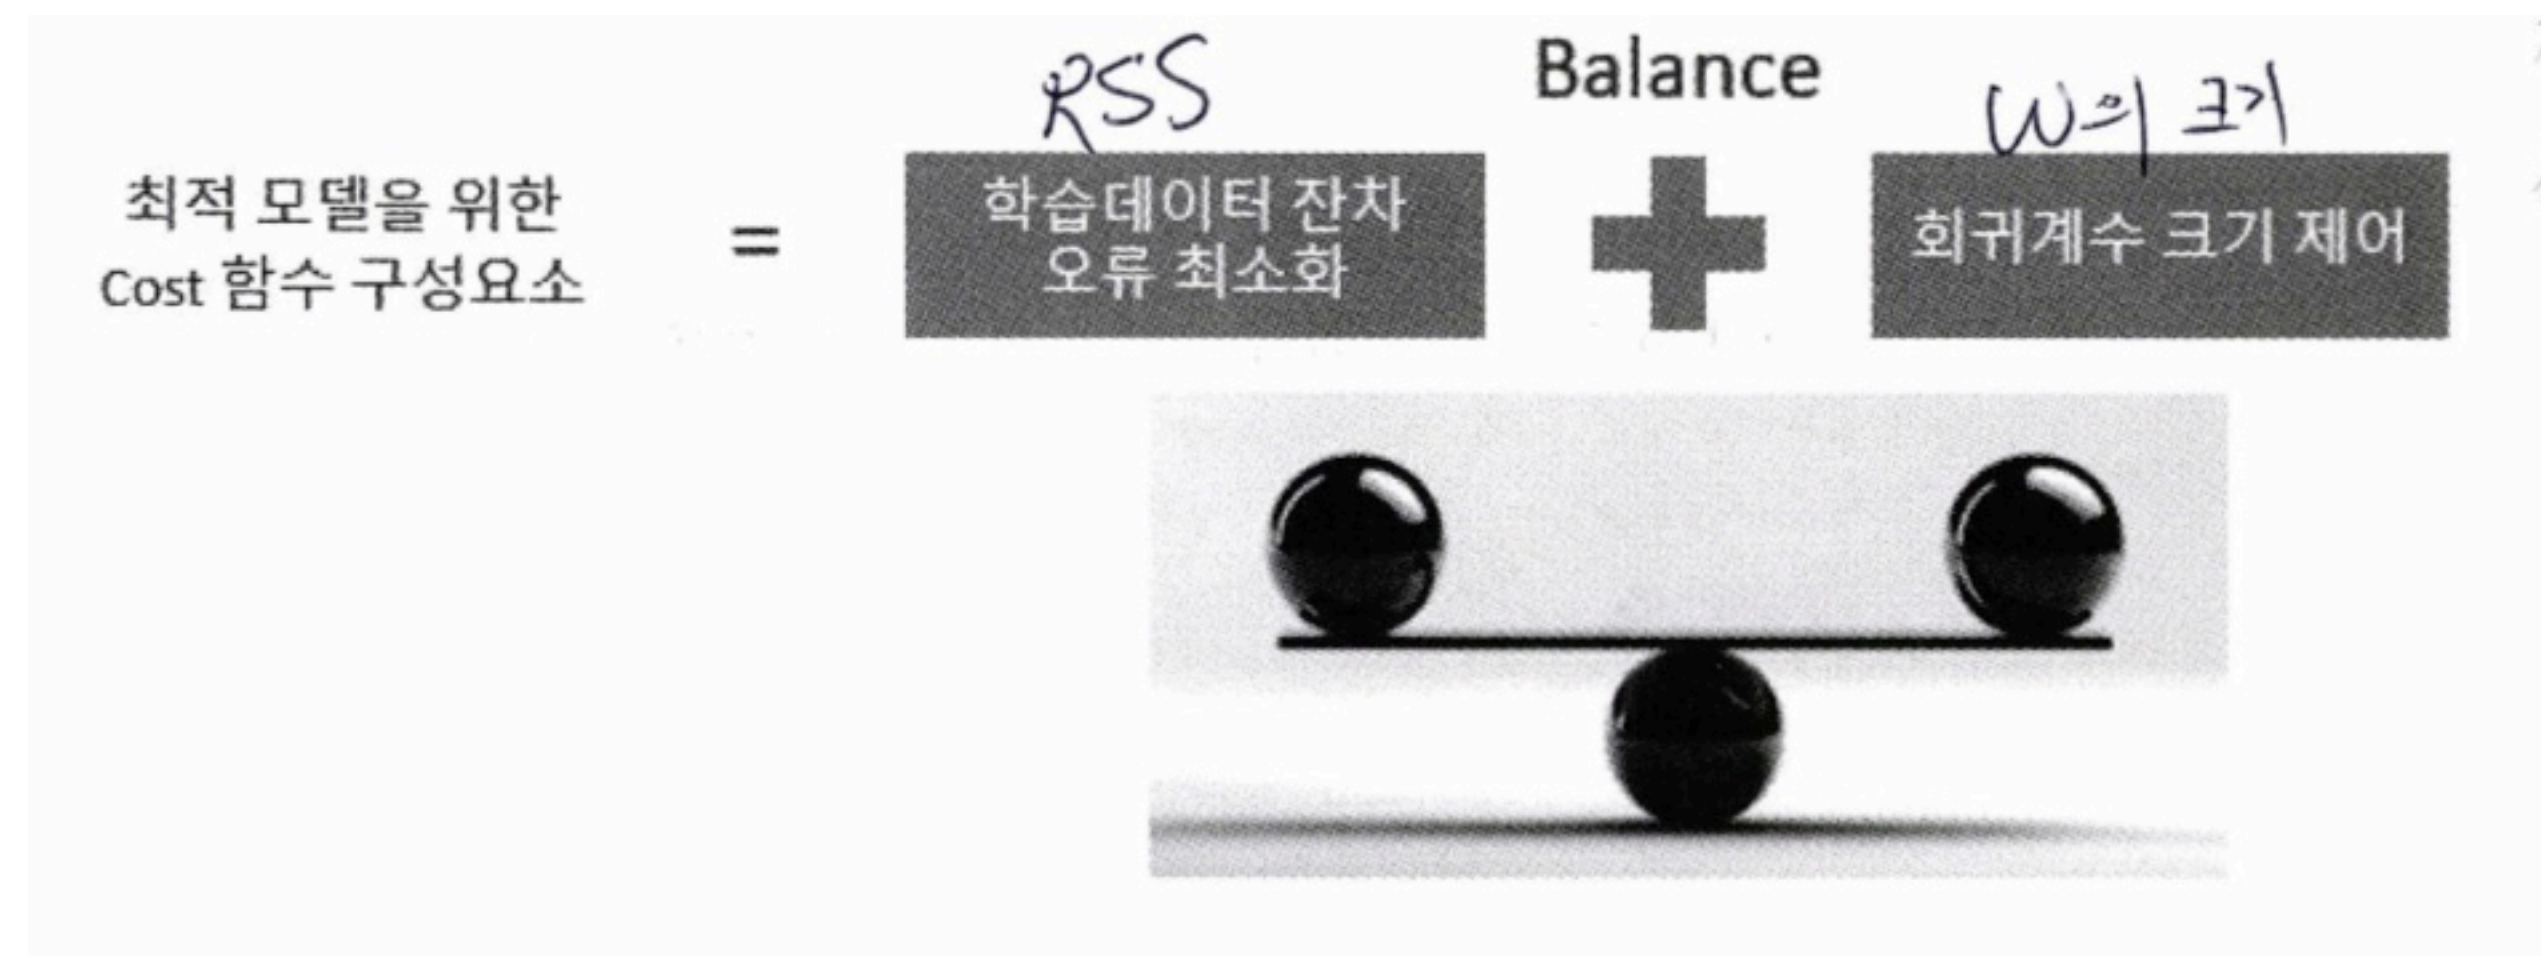 RSS
Balance
W의 크기
최적 모델을 위한
Cost 함수 구성요소
=
학습데이터 잔차
오류 최소화
회귀계수 크기 제어